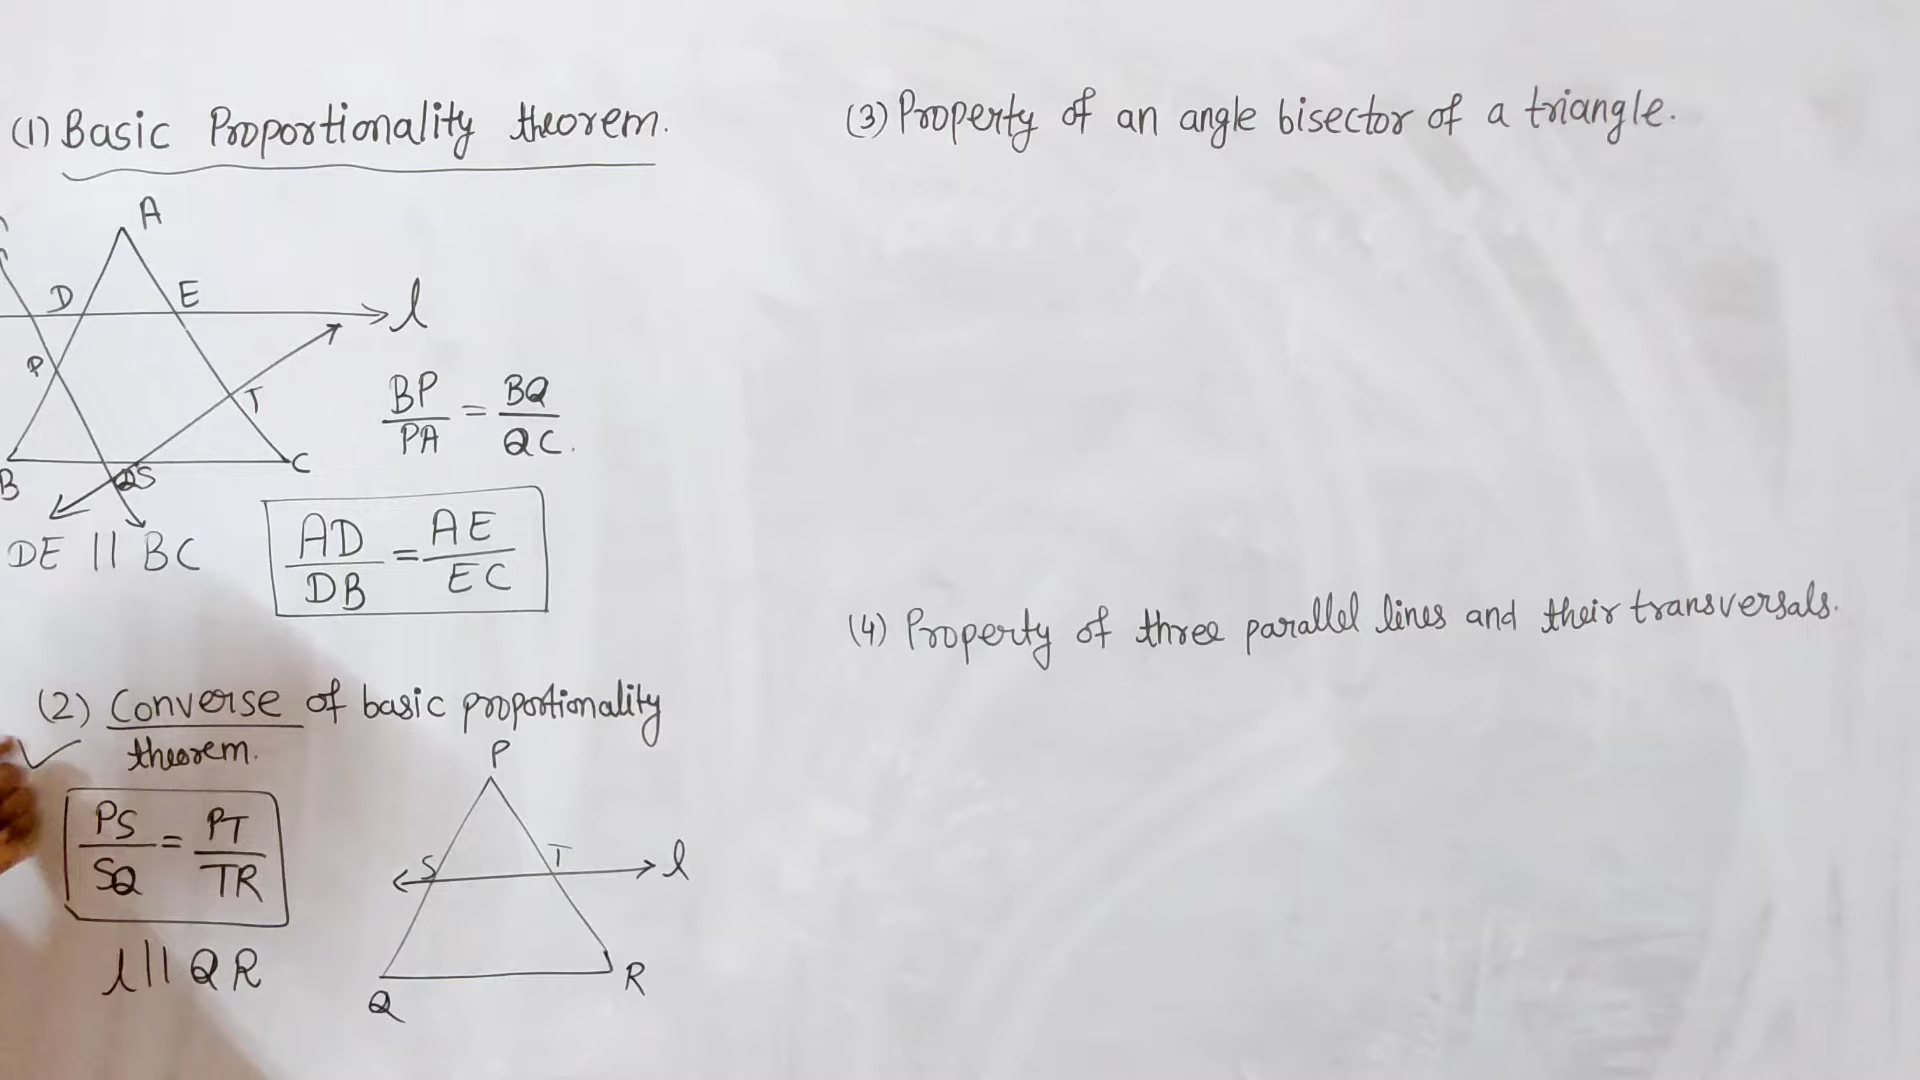 (1) Basic Proportionality theorem.
A
D
E
l
P
T
B
QS
C
BP/PA = BQ/QC.
DE || BC
AD/DB = AE/EC
(2) Converse of basic proportionality
theorem.
PS/SQ = PT/TR
l || QR
P
S
T
l
Q
R
(3) Property of an angle bisector of a triangle.
(4) Property of three parallel lines and their transversals.